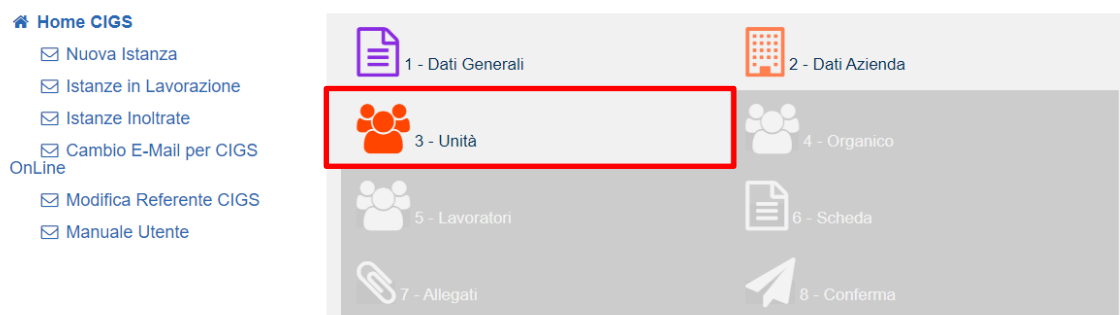 Home CIGS
Nuova Istanza
Istanze in Lavorazione
Istanze Inoltrate
Cambio E-Mail per CIGS
OnLine
Modifica Referente CIGS
Manuale Utente
1 - Dati Generali
2 - Dati Azienda
3 - Unità
4 - Organico
5 - Lavoratori
6 - Scheda
7 - Allegati
8 - Conferma